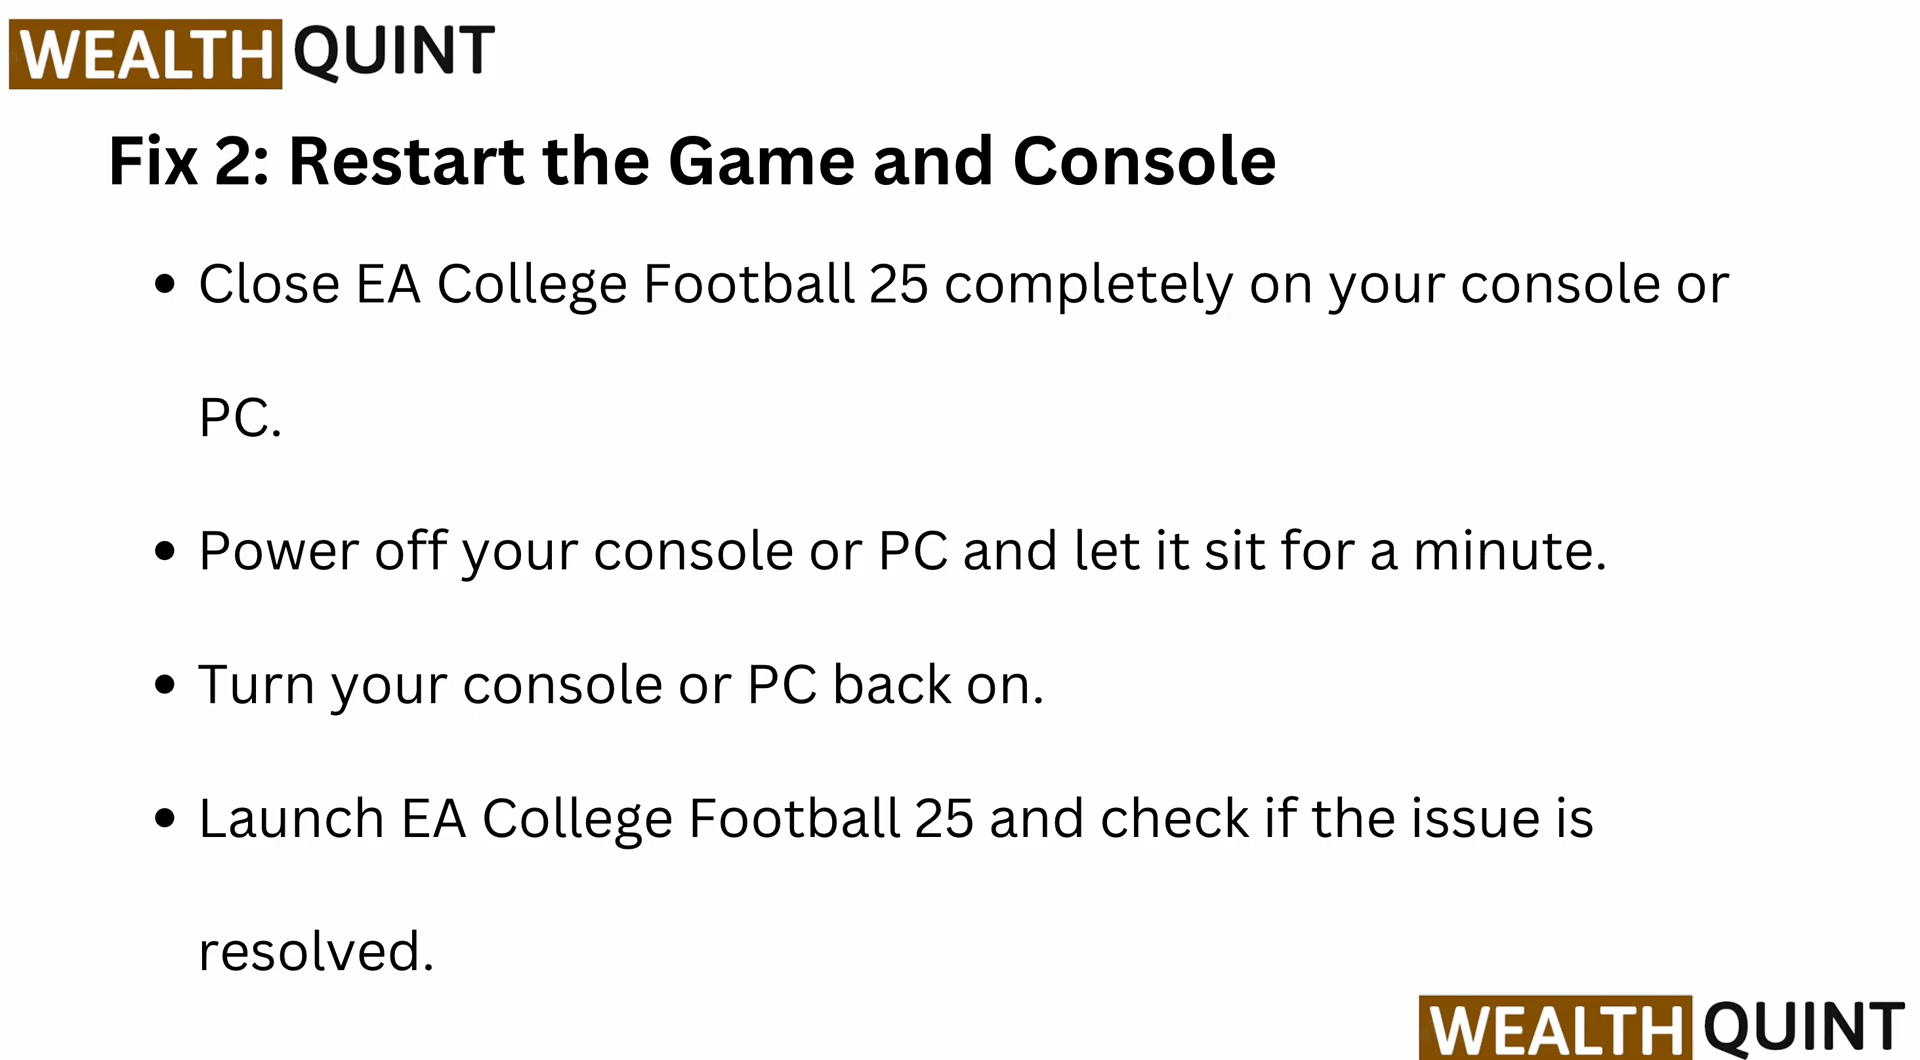 WEALTH QUINT
Fix 2: Restart the Game and Console
• Close EA College Football 25 completely on your console or
PC.
• Power off your console or PC and let it sit for a minute.
• Turn your console or PC back on.
• Launch EA College Football 25 and check if the issue is
resolved.
WEALTH QUINT